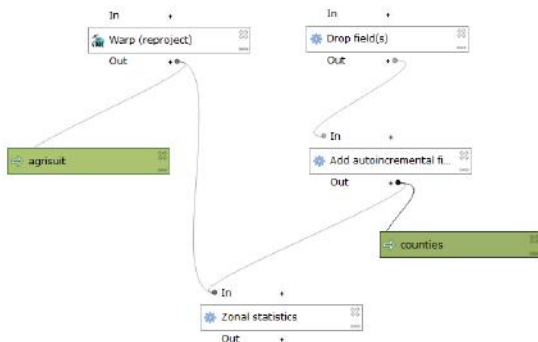 In
In
Warp (reproject)
Drop field(s)
Out
Out
In
agrisuit
Add autoincremental fi...
Out
counties
In
Zonal statistics
Out